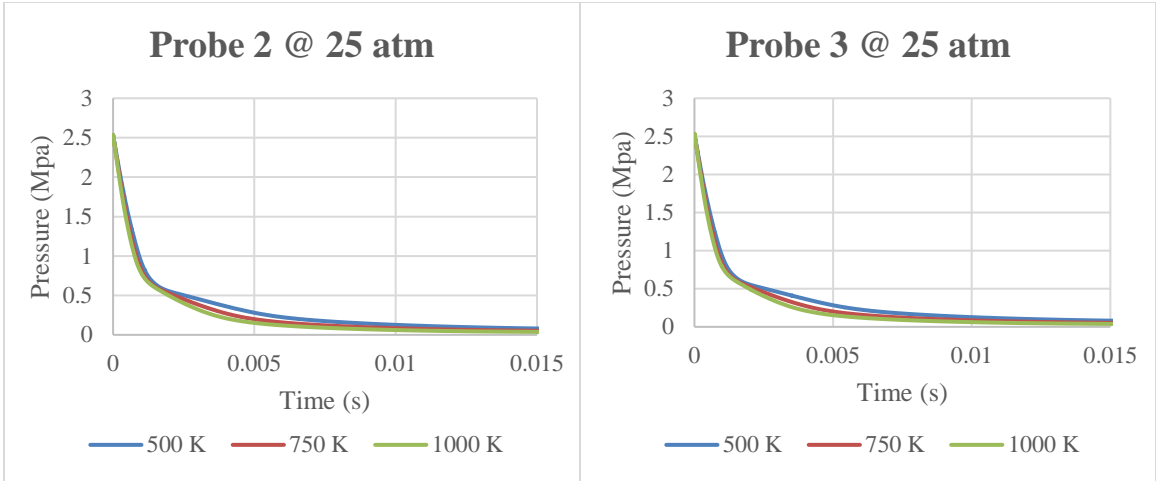 Probe 2 @ 25 atm
3
2.5
2
1.5
1
0.5
0
Pressure (Mpa)
0 0.005 0.01 0.015
Time (s)
500 K 750 K 1000 K
Probe 3 @ 25 atm
3
2.5
2
1.5
1
0.5
0
Pressure (Mpa)
0 0.005 0.01 0.015
Time (s)
500 K 750 K 1000 K